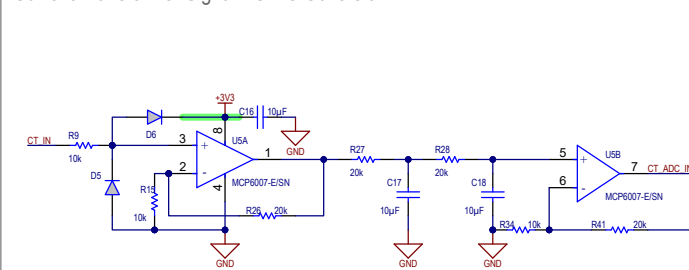 +3V3
C16 10µF
D6
CT_IN R9
10k
3 8 U5A
GND
1
2
MCP6007-E/SN
4
D5
R15
10k
R26 20k
GND
R27
20k
R28
20k
C17
10µF
C18
10µF
GND
GND
5 U5B
7 CT_ADC_IN
6
MCP6007-E/SN
R34 10k
R41 20k